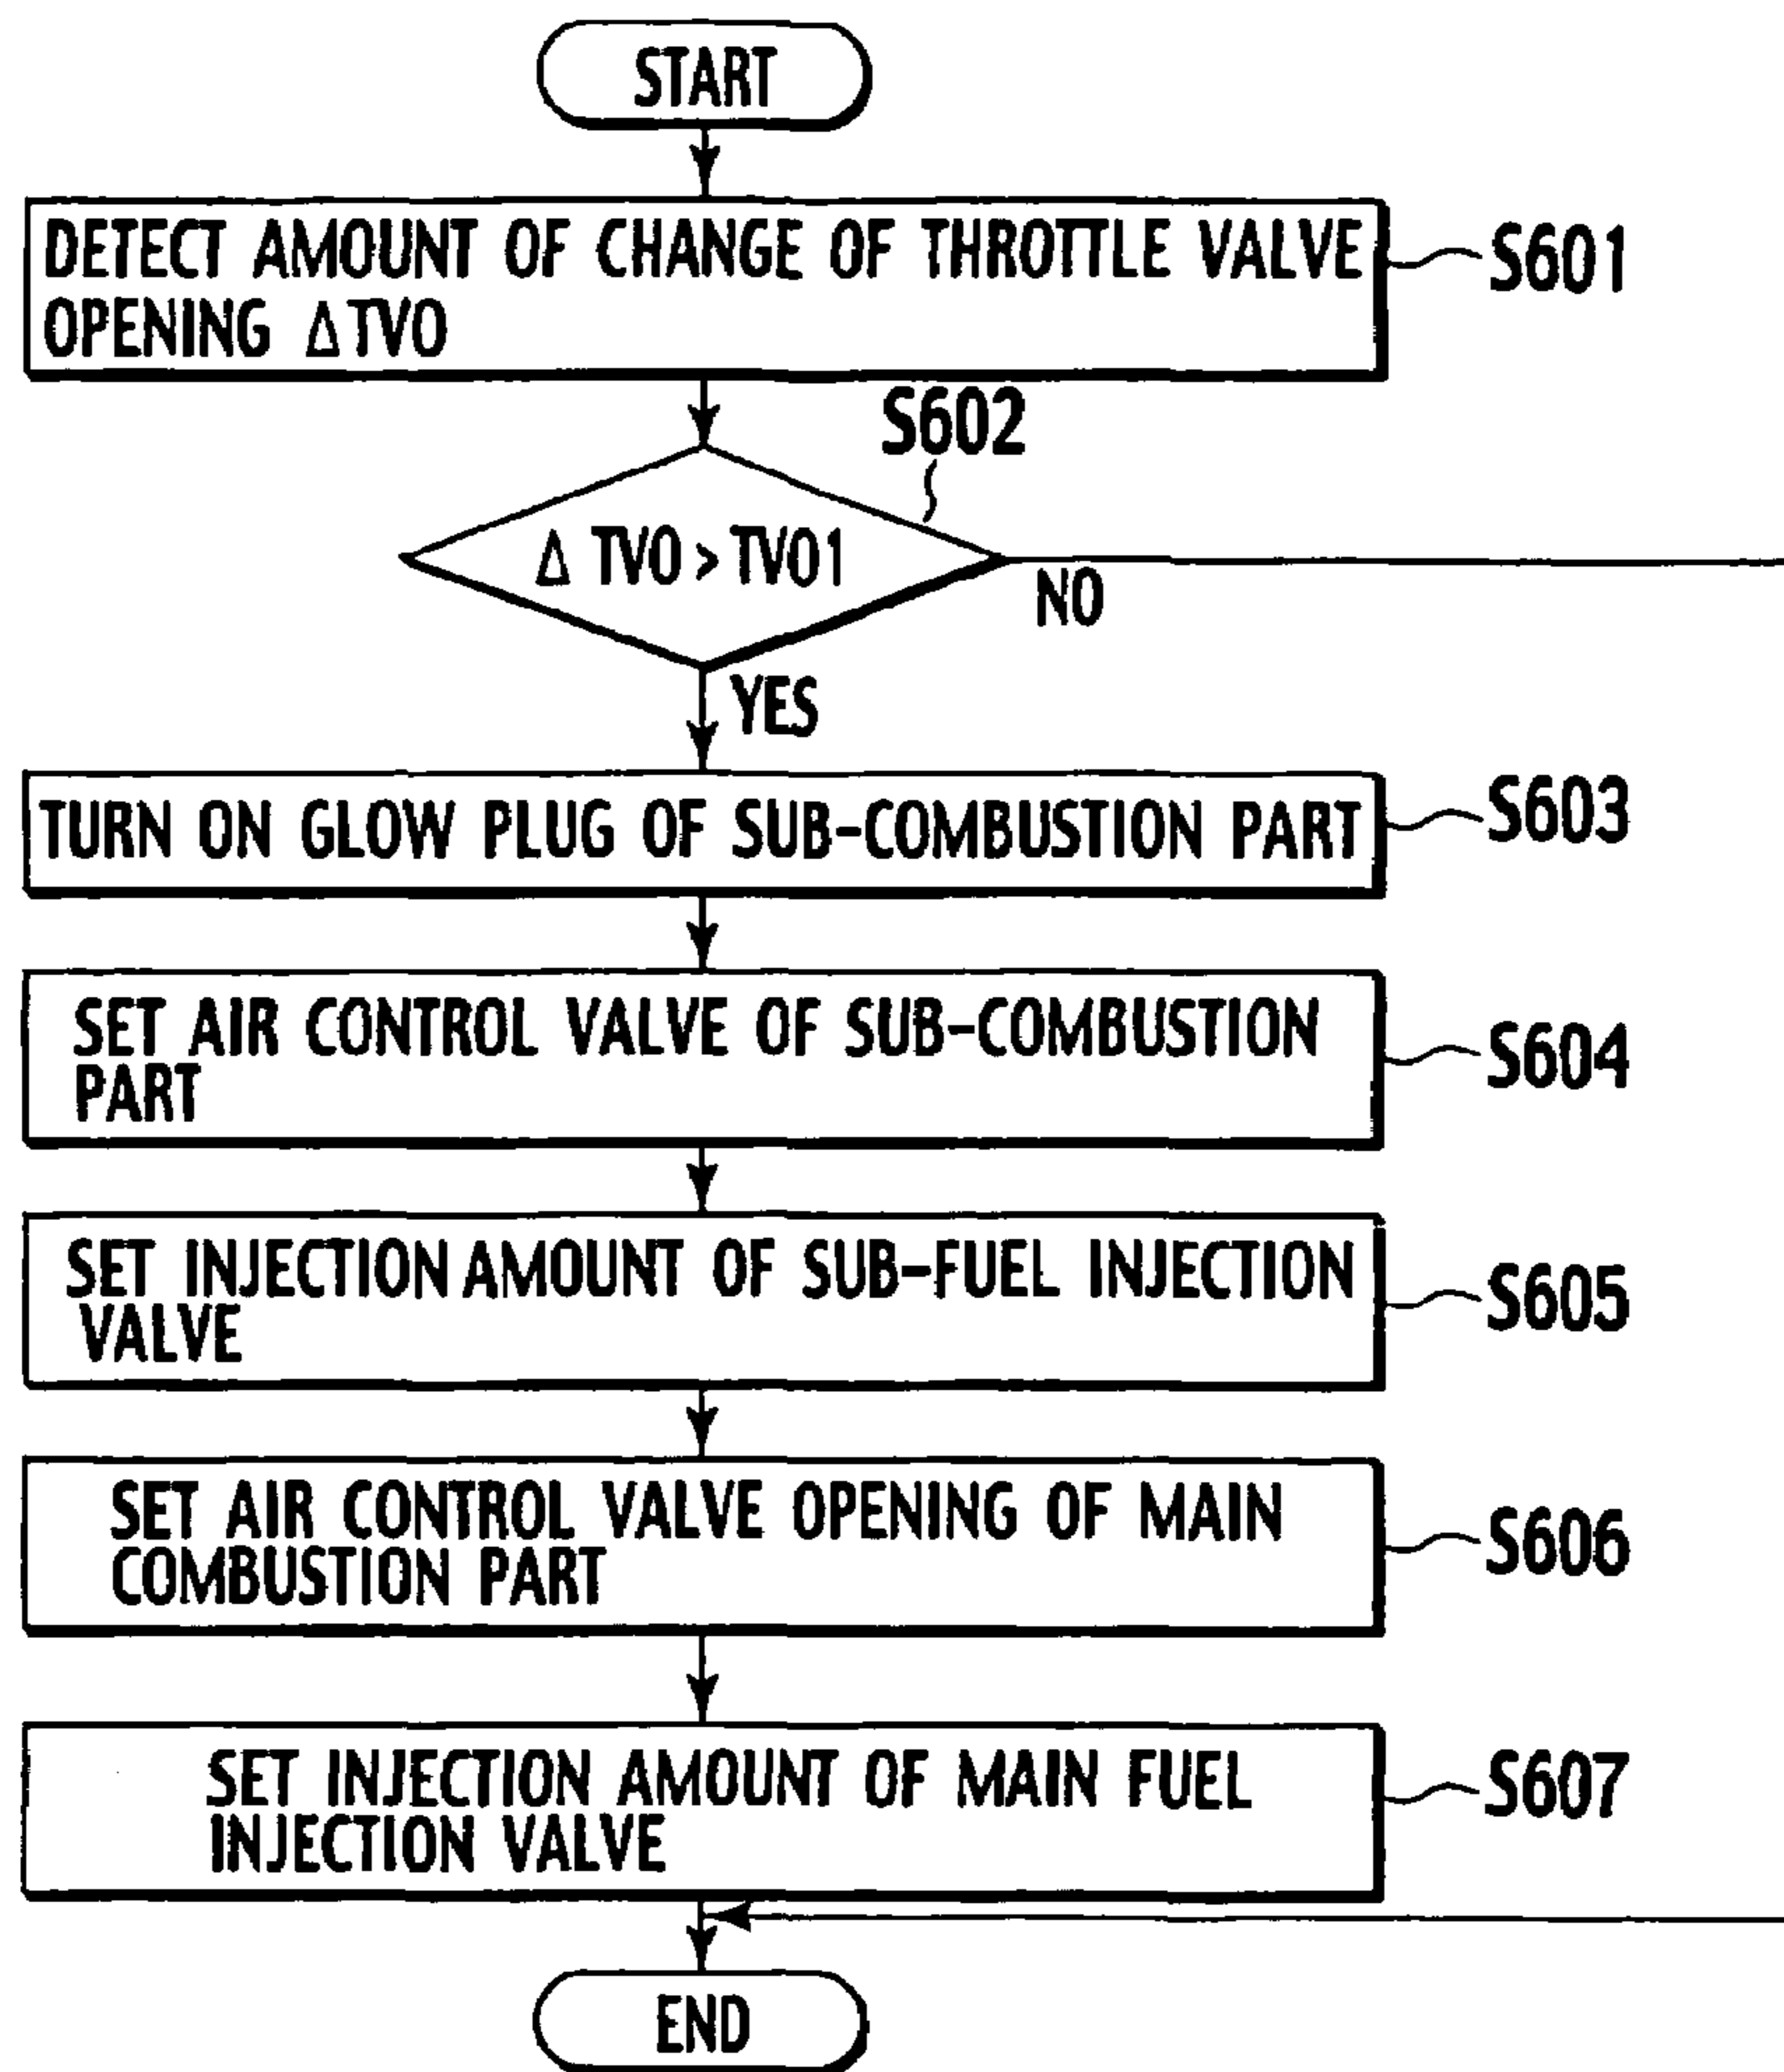 START
DETECT AMOUNT OF CHANGE OF THROTTLE VALVE
OPENING ΔTVO
S601
S602
Δ TVO > TVO1
NO
YES
TURN ON GLOW PLUG OF SUB-COMBUSTION PART
S603
SET AIR CONTROL VALVE OF SUB-COMBUSTION
PART
S604
SET INJECTION AMOUNT OF SUB-FUEL INJECTION
VALVE
S605
SET AIR CONTROL VALVE OPENING OF MAIN
COMBUSTION PART
S606
SET INJECTION AMOUNT OF MAIN FUEL
INJECTION VALVE
S607
END